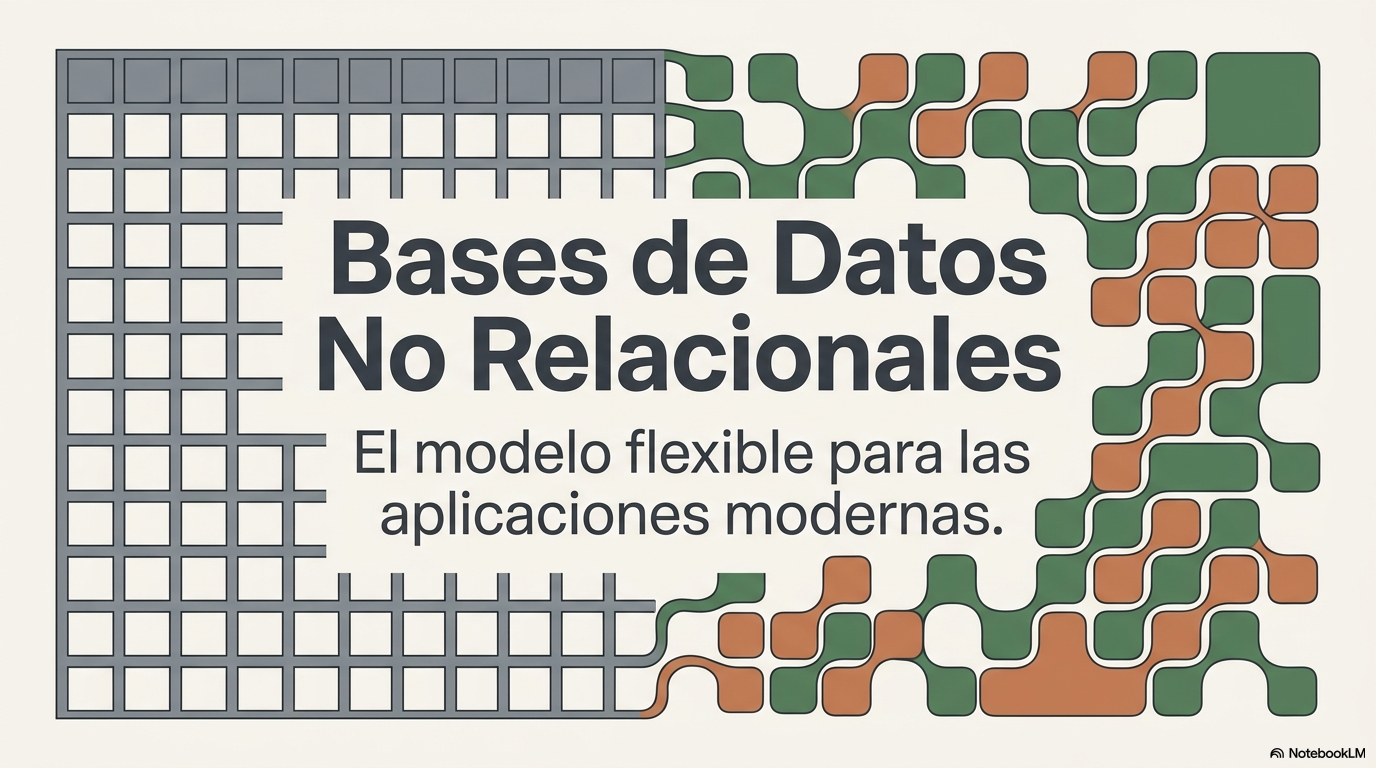 Bases de Datos
No Relacionales
El modelo flexible para las
aplicaciones modernas.
NotebookLM